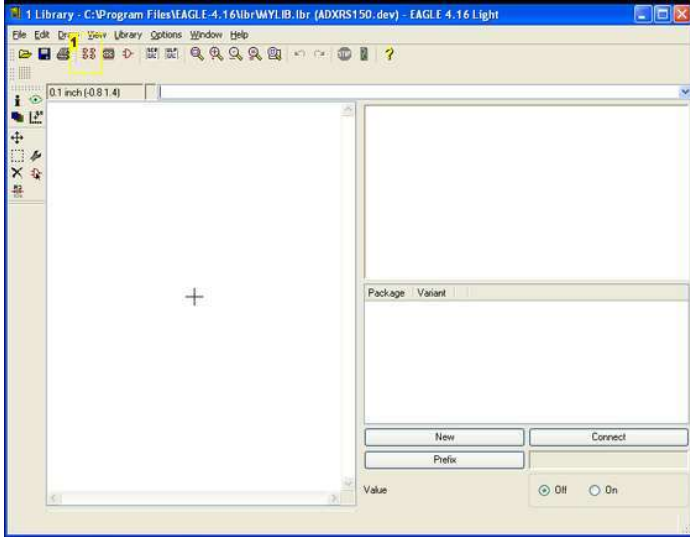 1 Library - C:\Program Files\EAGLE-4.16\lbr\MYLIB.lbr (ADXRS150.dev) - EAGLE 4.16 Light
File Edit Draw View Library Options Window Help
1
0.1 inch (-0.8 1.4)
Package Variant
New Connect
Prefix
Value Off On